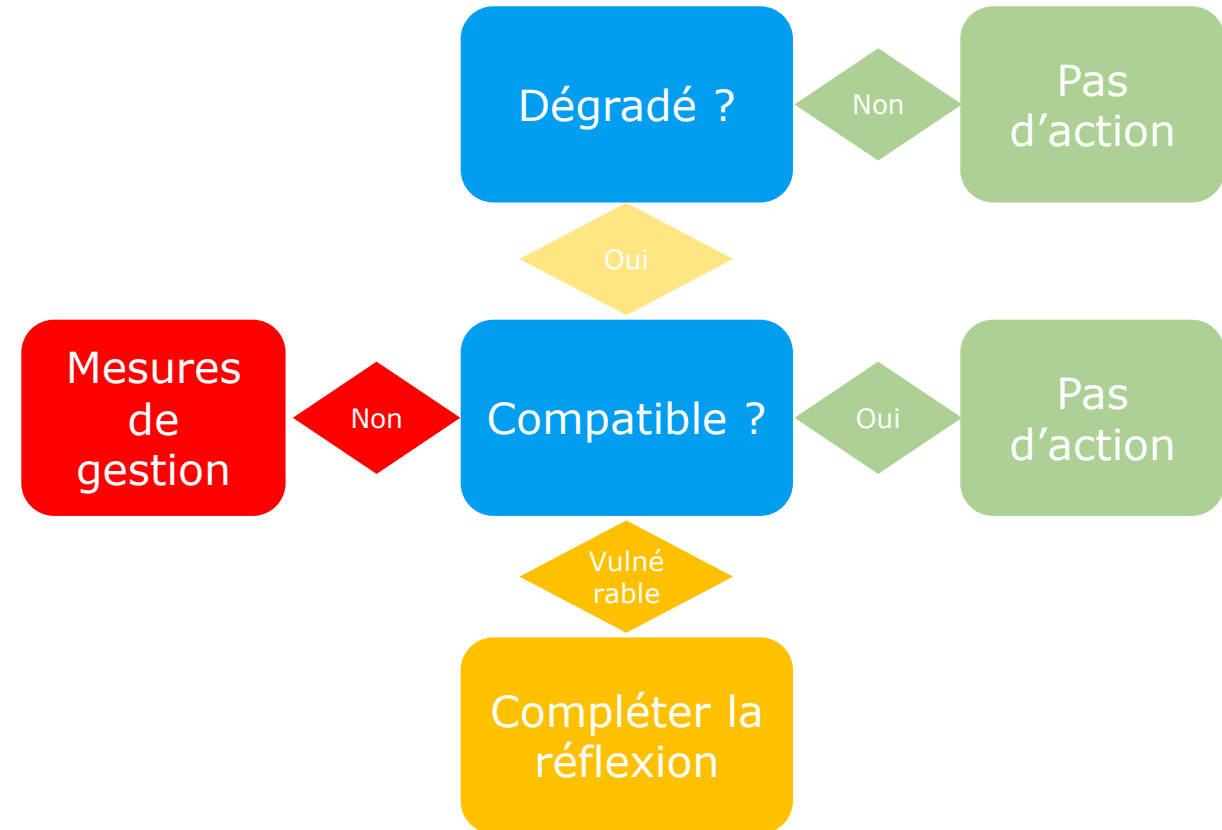 Dégradé ?
Non
Pas
d’action
Oui
Mesures
de
gestion
Non
Compatible ?
Oui
Pas
d’action
Vulné
rable
Compléter la
réflexion